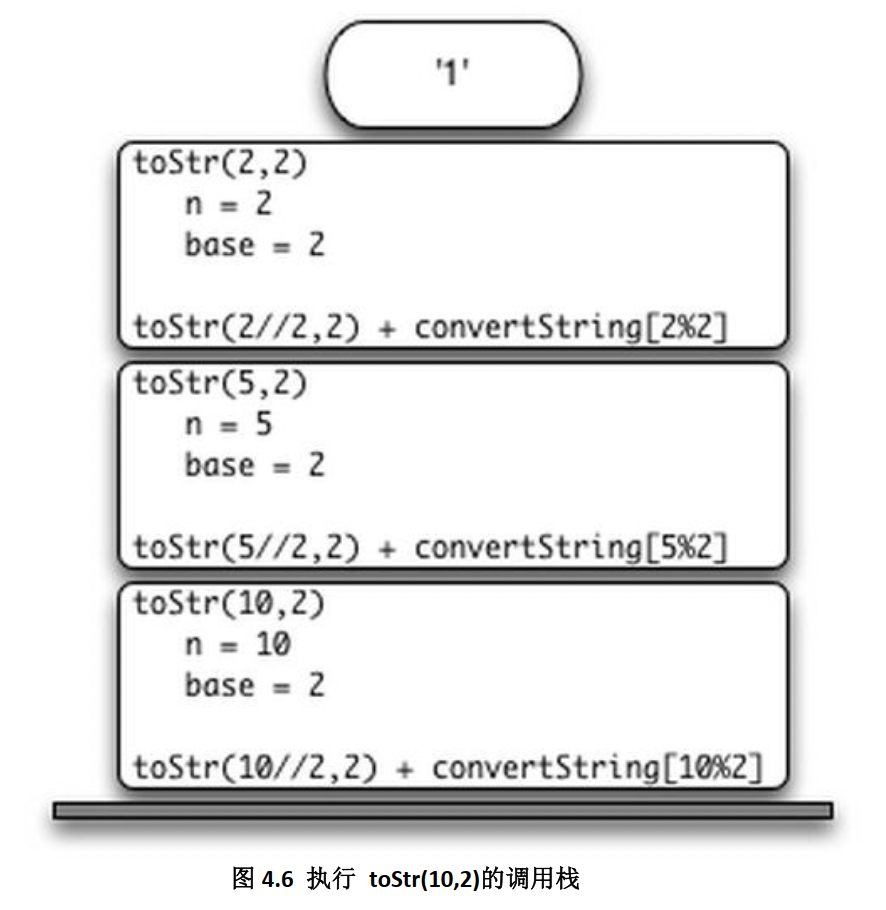 '1'
toStr(2,2)
n = 2
base = 2
toStr(2//2,2) + convertString[2%2]
toStr(5,2)
n = 5
base = 2
toStr(5//2,2) + convertString[5%2]
toStr(10,2)
n = 10
base = 2
toStr(10//2,2) + convertString[10%2]
图 4.6 执行 toStr(10,2)的调用栈